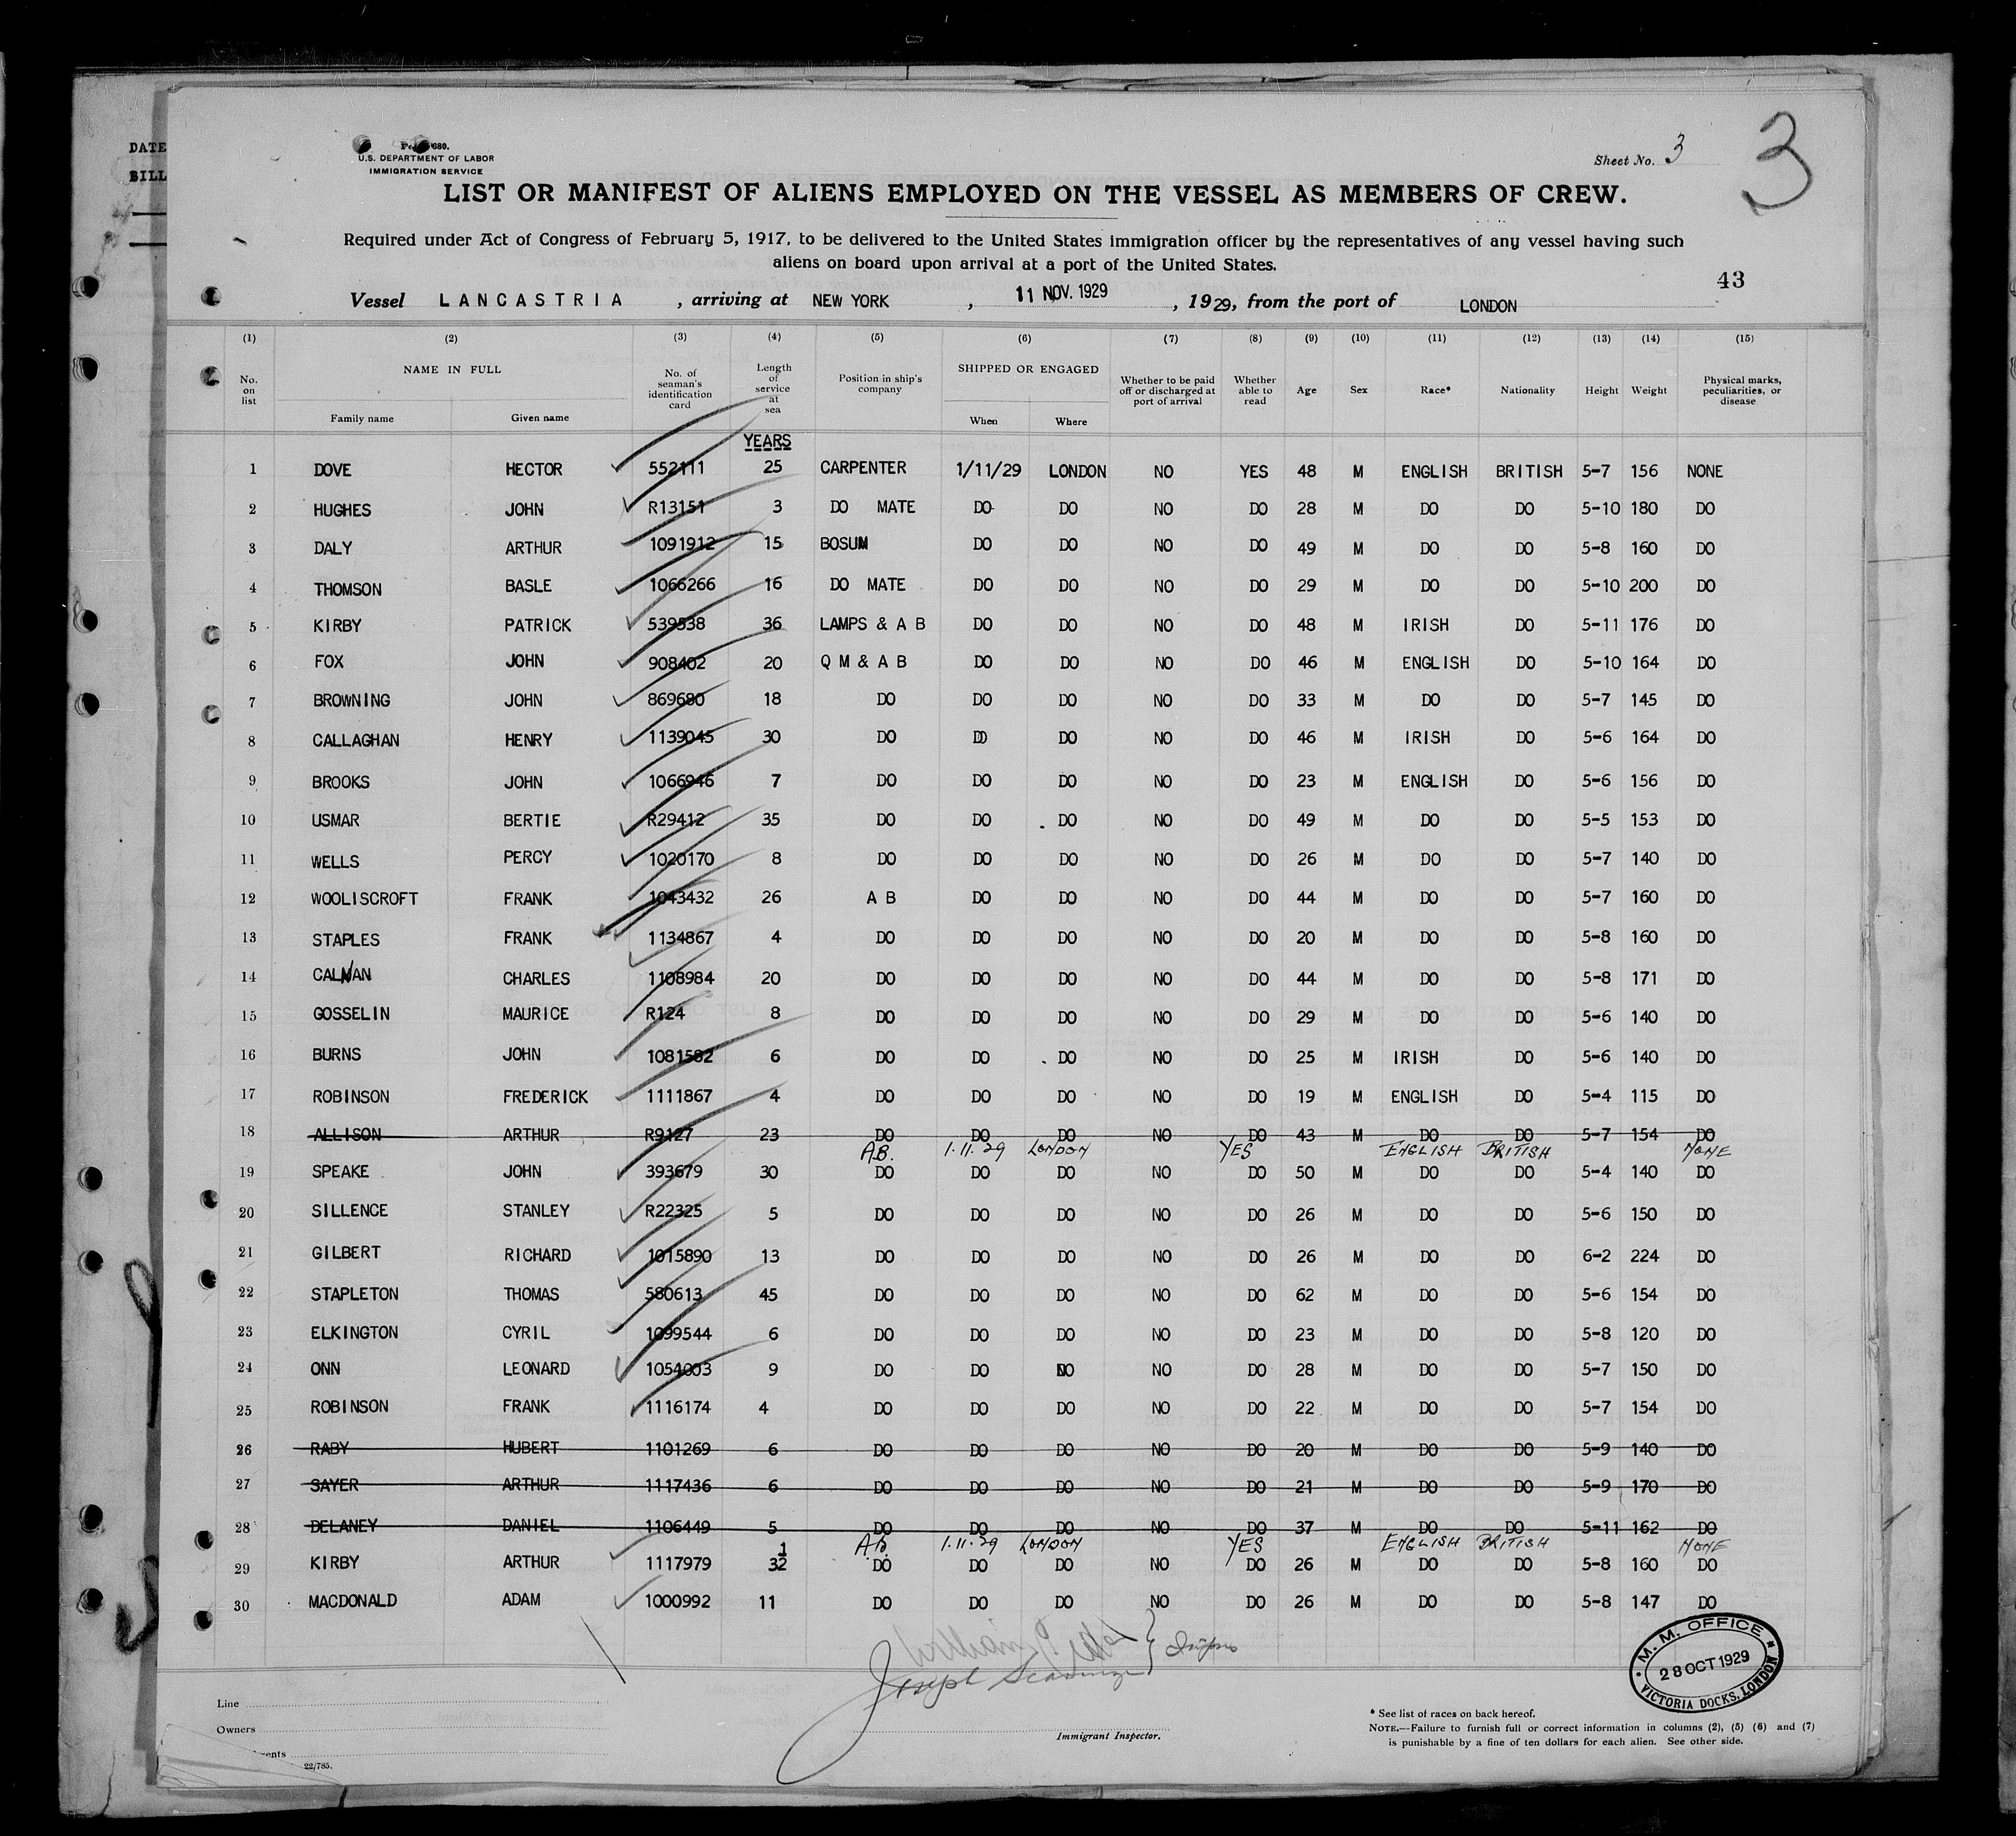 DATE
BILL
680.
U.S. DEPARTMENT OF LABOR
IMMIGRATION SERVICE
Sheet No. 3
3
LIST OR MANIFEST OF ALIENS EMPLOYED ON THE VESSEL AS MEMBERS OF CREW.
Required under Act of Congress of February 5, 1917, to be delivered to the United States immigration officer by the representatives of any vessel having such
aliens on board upon arrival at a port of the United States.
43
Vessel LANCASTRIA , arriving at NEW YORK , 11 NOV. 1929 , 1929, from the port of LONDON
(1) (2) (3) (4) (5) (6) (7) (8) (9) (10) (11) (12) (13) (14) (15)
No. on list NAME IN FULL Family name Given name No. of seaman's identification card Length of service at sea Position in ship's company SHIPPED OR ENGAGED When Where Whether to be paid off or discharged at port of arrival Whether able to read Age Sex Race* Nationality Height Weight Physical marks, peculiarities, or disease
YEARS
1 DOVE HECTOR 552111 25 CARPENTER 1/11/29 LONDON NO YES 48 M ENGLISH BRITISH 5-7 156 NONE
2 HUGHES JOHN R13151 3 DO MATE DO DO NO DO 28 M DO DO 5-10 180 DO
3 DALY ARTHUR 1091912 15 BOSUM DO DO NO DO 49 M DO DO 5-8 160 DO
4 THOMSON BASLE 1066266 16 DO MATE DO DO NO DO 29 M DO DO 5-10 200 DO
5 KIRBY PATRICK 539538 36 LAMPS & A B DO DO NO DO 48 M IRISH DO 5-11 176 DO
6 FOX JOHN 908402 20 Q M & A B DO DO NO DO 46 M ENGLISH DO 5-10 164 DO
7 BROWNING JOHN 869680 18 DO DO DO NO DO 33 M DO DO 5-7 145 DO
8 CALLAGHAN HENRY 1139045 30 DO DO DO NO DO 46 M IRISH DO 5-6 164 DO
9 BROOKS JOHN 1066946 7 DO DO DO NO DO 23 M ENGLISH DO 5-6 156 DO
10 USMAR BERTIE R29412 35 DO DO DO NO DO 49 M DO DO 5-5 153 DO
11 WELLS PERCY 1020170 8 DO DO DO NO DO 26 M DO DO 5-7 140 DO
12 WOOLISCROFT FRANK 1043432 26 A B DO DO NO DO 44 M DO DO 5-7 160 DO
13 STAPLES FRANK 1134867 4 DO DO DO NO DO 20 M DO DO 5-8 160 DO
14 CALMAN CHARLES 1108984 20 DO DO DO NO DO 44 M DO DO 5-8 171 DO
15 GOSSELIN MAURICE R124 8 DO DO DO NO DO 29 M DO DO 5-6 140 DO
16 BURNS JOHN 1081582 6 DO DO DO NO DO 25 M IRISH DO 5-6 140 DO
17 ROBINSON FREDERICK 1111867 4 DO DO DO NO DO 19 M ENGLISH DO 5-4 115 DO
18 ALLISON ARTHUR R9127 23 DO DO DO NO DO 43 M DO DO 5-7 154 DO
A.B. 1.11.29 LONDON YES ENGLISH BRITISH NONE
19 SPEAKE JOHN 393679 30 DO DO DO NO DO 50 M DO DO 5-4 140 DO
20 SILLENCE STANLEY R22325 5 DO DO DO NO DO 26 M DO DO 5-6 150 DO
21 GILBERT RICHARD 1015890 13 DO DO DO NO DO 26 M DO DO 6-2 224 DO
22 STAPLETON THOMAS 580613 45 DO DO DO NO DO 62 M DO DO 5-6 154 DO
23 ELKINGTON CYRIL 1099544 6 DO DO DO NO DO 23 M DO DO 5-8 120 DO
24 ONN LEONARD 1054003 9 DO DO DO NO DO 28 M DO DO 5-7 150 DO
25 ROBINSON FRANK 1116174 4 DO DO DO NO DO 22 M DO DO 5-7 154 DO
26 RABY HUBERT 1101269 6 DO DO DO NO DO 20 M DO DO 5-9 140 DO
27 SAYER ARTHUR 1117436 6 DO DO DO NO DO 21 M DO DO 5-9 170 DO
28 DELANEY DANIEL 1106449 5 DO DO DO NO DO 37 M DO DO 5-11 162 DO
A.B. 1.11.29 LONDON YES ENGLISH BRITISH NONE
29 KIRBY ARTHUR 1117979 3½ DO DO DO NO DO 26 M DO DO 5-8 160 DO
30 MACDONALD ADAM 1000992 11 DO DO DO NO DO 26 M DO DO 5-8 147 DO
William
Joseph
M. M. OFFICE
28 OCT 1929
VICTORIA DOCKS, LONDON
Line
Owners
ents
22/785.
Immigrant Inspector.
* See list of races on back hereof.
NOTE.—Failure to furnish full or correct information in columns (2), (5) (6) and (7)
is punishable by a fine of ten dollars for each alien. See other side.